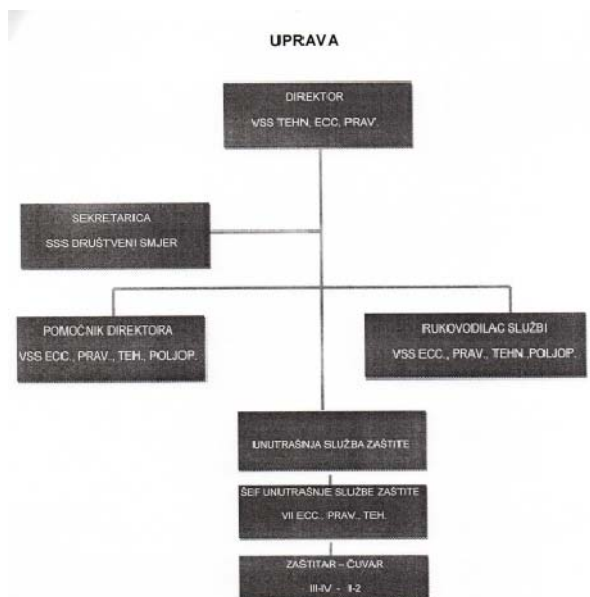 UPRAVA
DIREKTOR
VSS TEHN, ECC, PRAV.
SEKRETARICA
SSS DRUŠTVENI SMJER
POMOĆNIK DIREKTORA
VSS ECC., PRAV., TEH., POLJOP.
RUKOVODILAC SLUŽBI
VSS ECC., PRAV., TEHN.,POLJOP.
UNUTRAŠNJA SLUŽBA ZAŠTITE
ŠEF UNUTRAŠNJE SLUŽBE ZAŠTITE
VII ECC., PRAV., TEH.
ZAŠTITAR – ČUVAR
III-IV - II-2